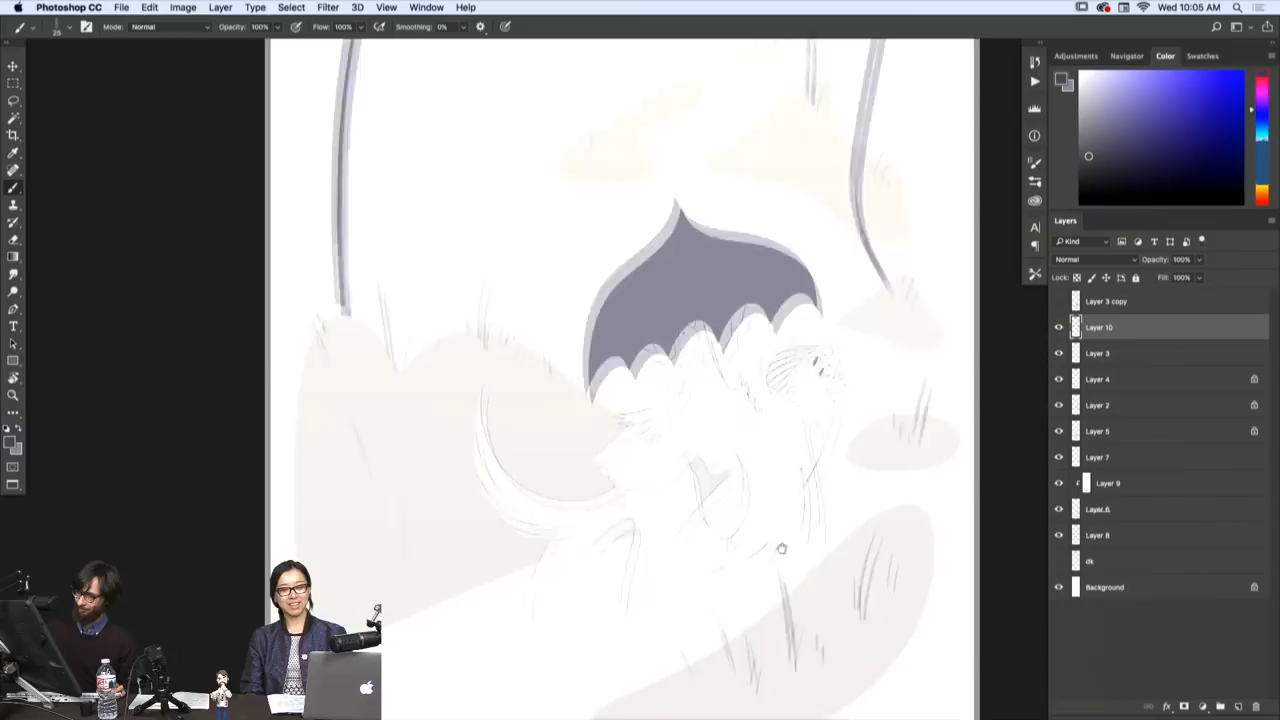 Photoshop CC File Edit Image Layer Type Select Filter 3D View Window Help Wed 10:05 AM
25 Mode: Normal Opacity: 100% Flow: 100% Smoothing: 0%
Adjustments Navigator Color Swatches
Layers
Kind
Normal Opacity: 100%
Lock: Fill: 100%
Layer 3 copy
Layer 10
Layer 3
Layer 4
Layer 2
Layer 5
Layer 7
Layer 9
Layer 6
Layer 8
dk
Background